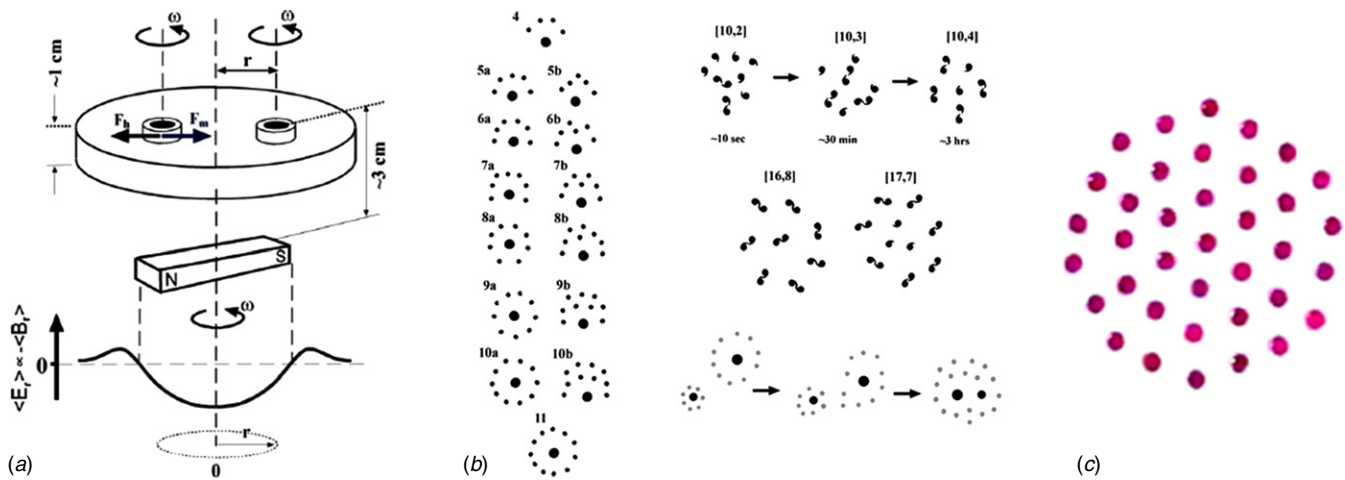 ω ω
r
~1 cm
F_h F_m
~3 cm
N S
ω
<E_r> ∝ -<B_r>
0
r
0
(a)
4
5a 5b
6a 6b
7a 7b
8a 8b
9a 9b
10a 10b
11
(b)
[10,2] [10,3] [10,4]
~10 sec ~30 min ~3 hrs
[16,8] [17,7]
(c)